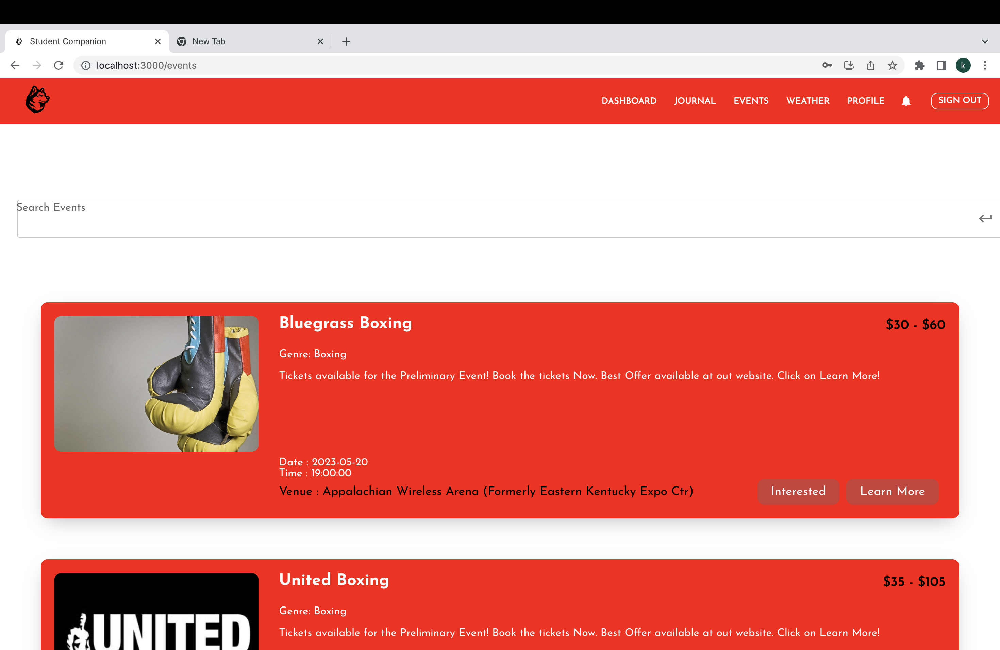 Student Companion
New Tab
localhost:3000/events
k
DASHBOARD JOURNAL EVENTS WEATHER PROFILE SIGN OUT
Search Events
Bluegrass Boxing
$30 - $60
Genre: Boxing
Tickets available for the Preliminary Event! Book the tickets Now. Best Offer available at out website. Click on Learn More!
Date : 2023-05-20
Time : 19:00:00
Venue : Appalachian Wireless Arena (Formerly Eastern Kentucky Expo Ctr)
Interested
Learn More
United Boxing
$35 - $105
Genre: Boxing
Tickets available for the Preliminary Event! Book the tickets Now. Best Offer available at out website. Click on Learn More!
UNITED